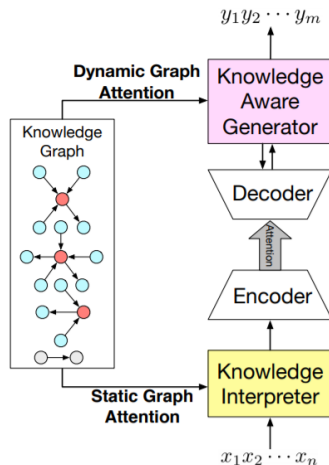 y₁y₂ ⋯ yₘ
Dynamic Graph
Attention
Knowledge
Aware
Generator
Knowledge
Graph
Decoder
Attention
Encoder
Static Graph
Attention
Knowledge
Interpreter
x₁x₂ ⋯ xₙ